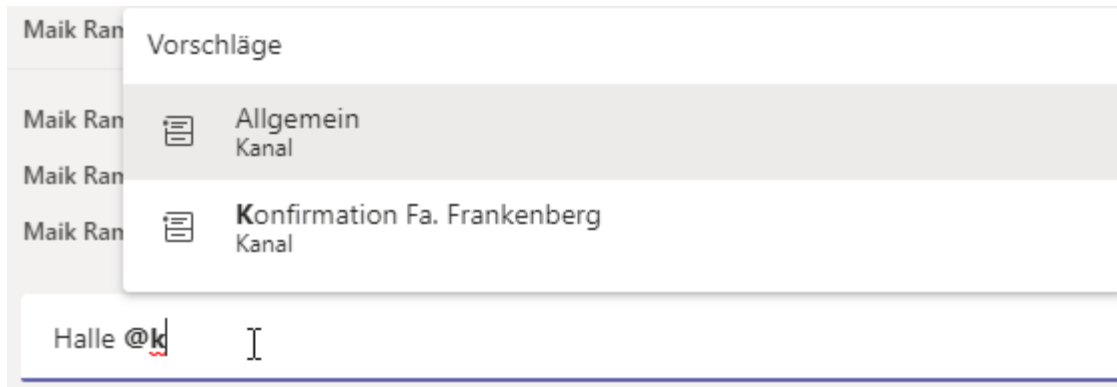 Maik Ran
Vorschläge
Maik Ran
Allgemein
Kanal
Maik Ran
Konfirmation Fa. Frankenberg
Kanal
Maik Ran
Halle @k